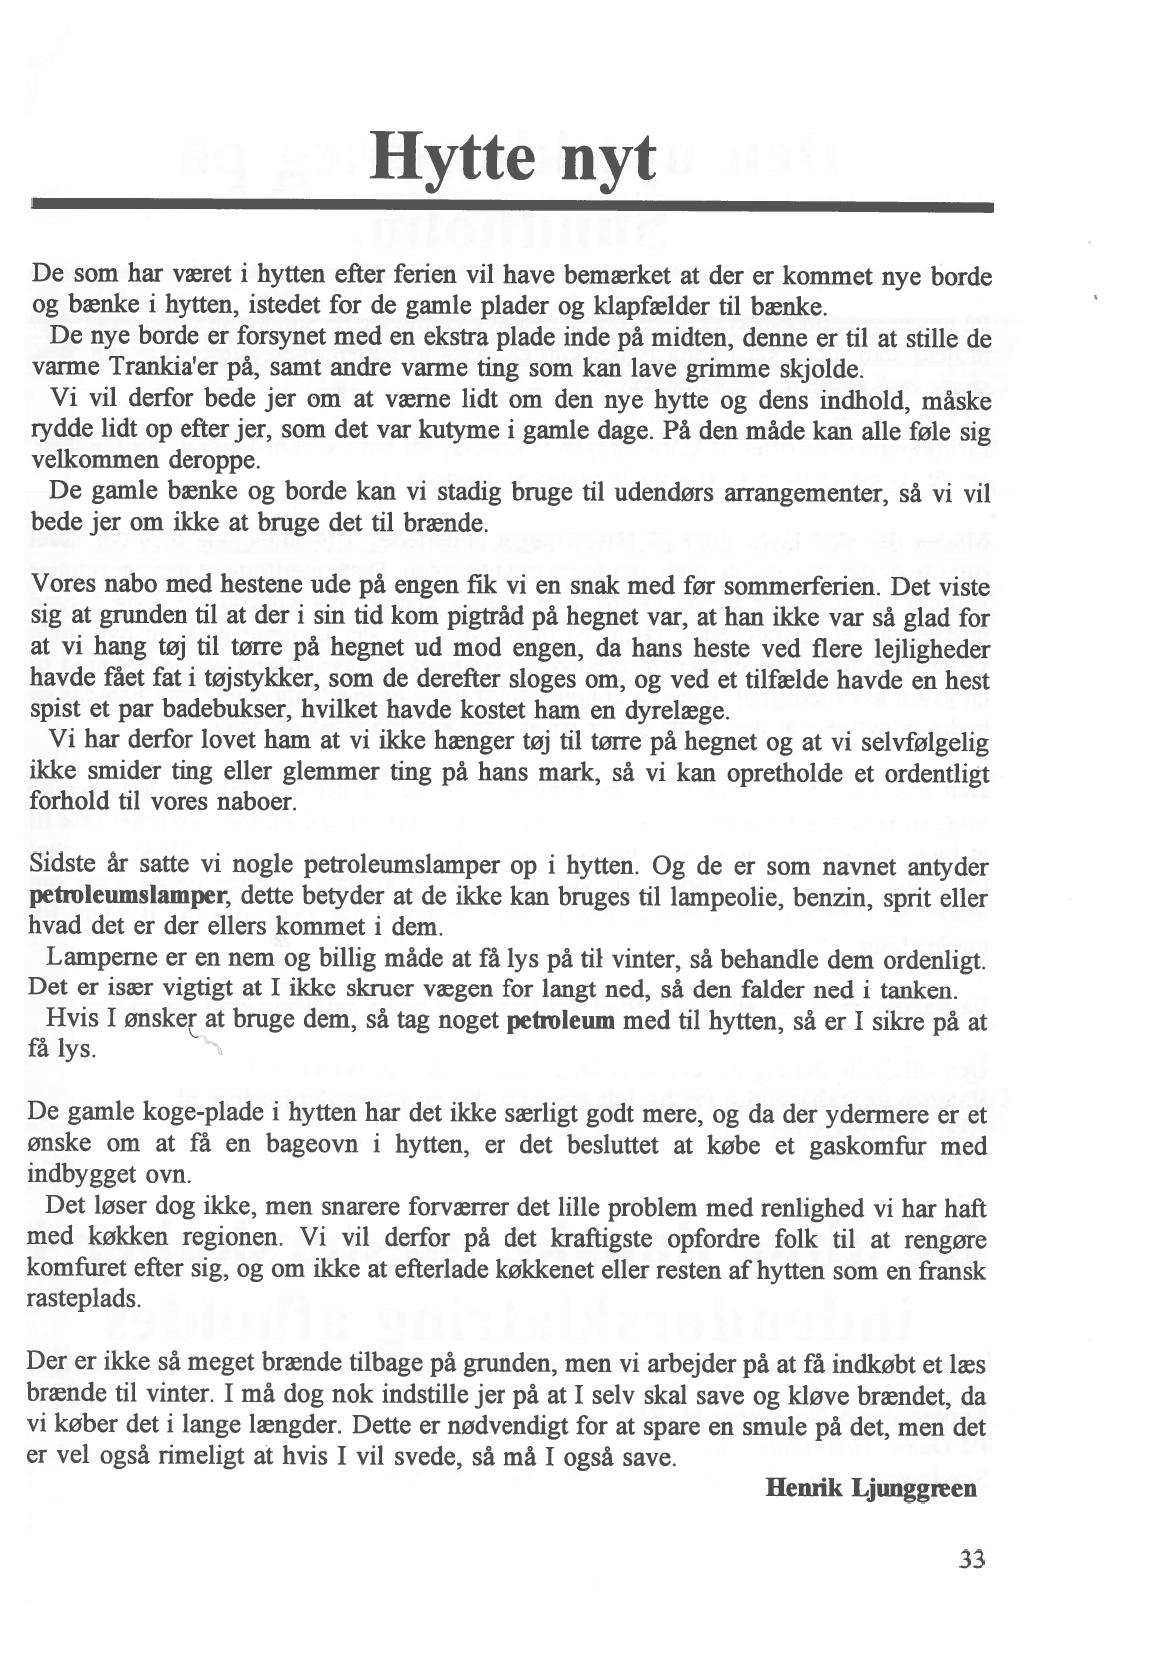 Hytte nyt
De som har været i hytten efter ferien vil have bemærket at der er kommet nye borde
og bænke i hytten, istedet for de gamle plader og klapfælder til bænke.
De nye borde er forsynet med en ekstra plade inde på midten, denne er til at stille de
varme Trankia'er på, samt andre varme ting som kan lave grimme skjolde.
Vi vil derfor bede jer om at værne lidt om den nye hytte og dens indhold, måske
rydde lidt op efter jer, som det var kutyme i gamle dage. På den måde kan alle føle sig
velkommen deroppe.
De gamle bænke og borde kan vi stadig bruge til udendørs arrangementer, så vi vil
bede jer om ikke at bruge det til brænde.
Vores nabo med hestene ude på engen fik vi en snak med før sommerferien. Det viste
sig at grunden til at der i sin tid kom pigtråd på hegnet var, at han ikke var så glad for
at vi hang tøj til tørre på hegnet ud mod engen, da hans heste ved flere lejligheder
havde fået fat i tøjstykker, som de derefter sloges om, og ved et tilfælde havde en hest
spist et par badebukser, hvilket havde kostet ham en dyrelæge.
Vi har derfor lovet ham at vi ikke hænger tøj til tørre på hegnet og at vi selvfølgelig
ikke smider ting eller glemmer ting på hans mark, så vi kan opretholde et ordentligt
forhold til vores naboer.
Sidste år satte vi nogle petroleumslamper op i hytten. Og de er som navnet antyder
petroleumslamper, dette betyder at de ikke kan bruges til lampeolie, benzin, sprit eller
hvad det er der ellers kommet i dem.
Lamperne er en nem og billig måde at få lys på til vinter, så behandle dem ordenligt.
Det er især vigtigt at I ikke skruer vægen for langt ned, så den falder ned i tanken.
Hvis I ønsker at bruge dem, så tag noget petroleum med til hytten, så er I sikre på at
få lys.
De gamle koge-plade i hytten har det ikke særligt godt mere, og da der ydermere er et
ønske om at få en bageovn i hytten, er det besluttet at købe et gaskomfur med
indbygget ovn.
Det løser dog ikke, men snarere forværrer det lille problem med renlighed vi har haft
med køkken regionen. Vi vil derfor på det kraftigste opfordre folk til at rengøre
komfuret efter sig, og om ikke at efterlade køkkenet eller resten af hytten som en fransk
rasteplads.
Der er ikke så meget brænde tilbage på grunden, men vi arbejder på at få indkøbt et læs
brænde til vinter. I må dog nok indstille jer på at I selv skal save og kløve brændet, da
vi køber det i lange længder. Dette er nødvendigt for at spare en smule på det, men det
er vel også rimeligt at hvis I vil svede, så må I også save.
Henrik Ljunggreen
33